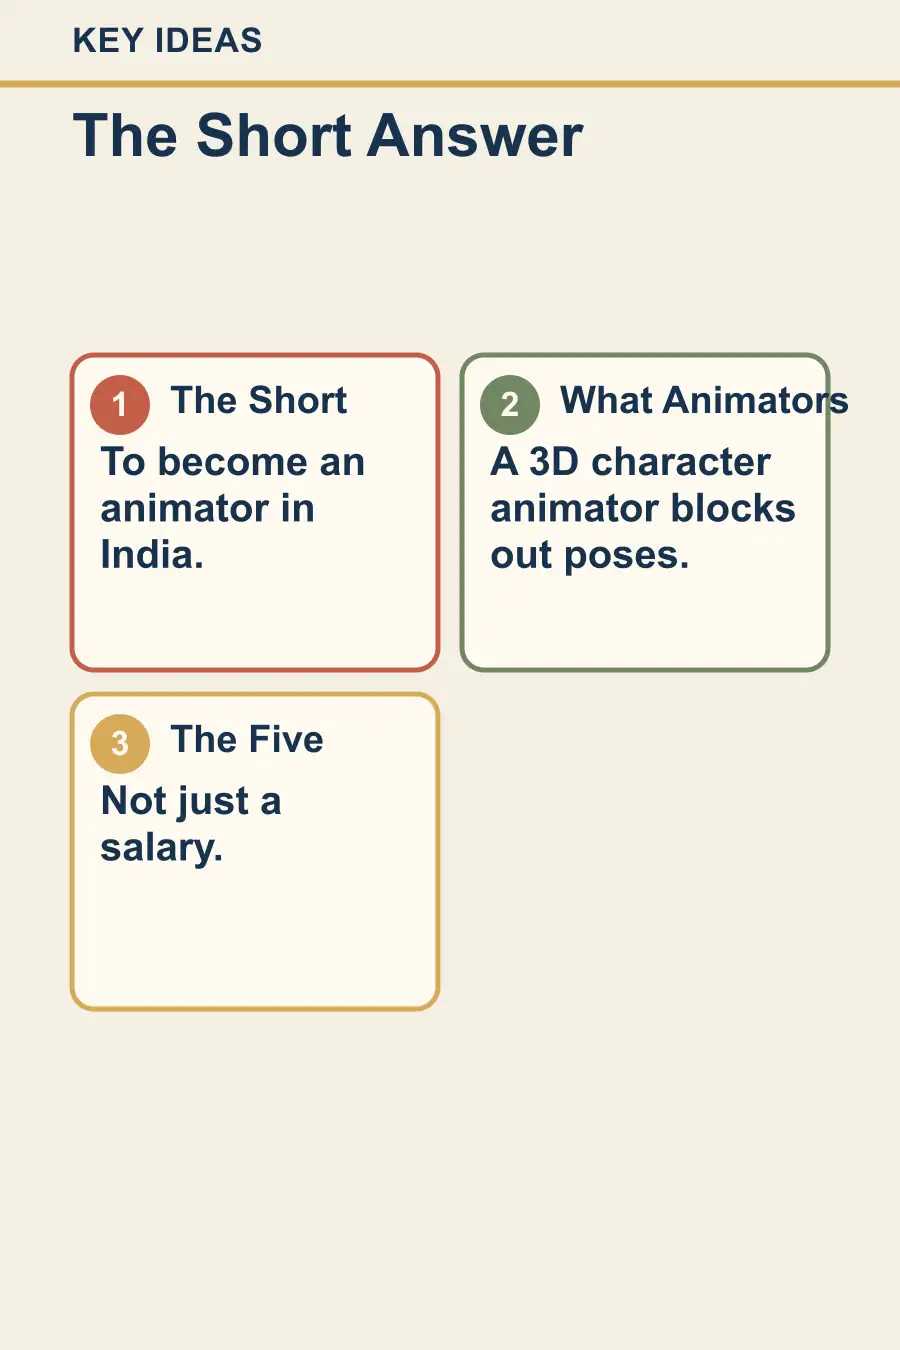 KEY IDEAS
The Short Answer
1 The Short
To become an
animator in
India.
2 What Animators
A 3D character
animator blocks
out poses.
3 The Five
Not just a
salary.